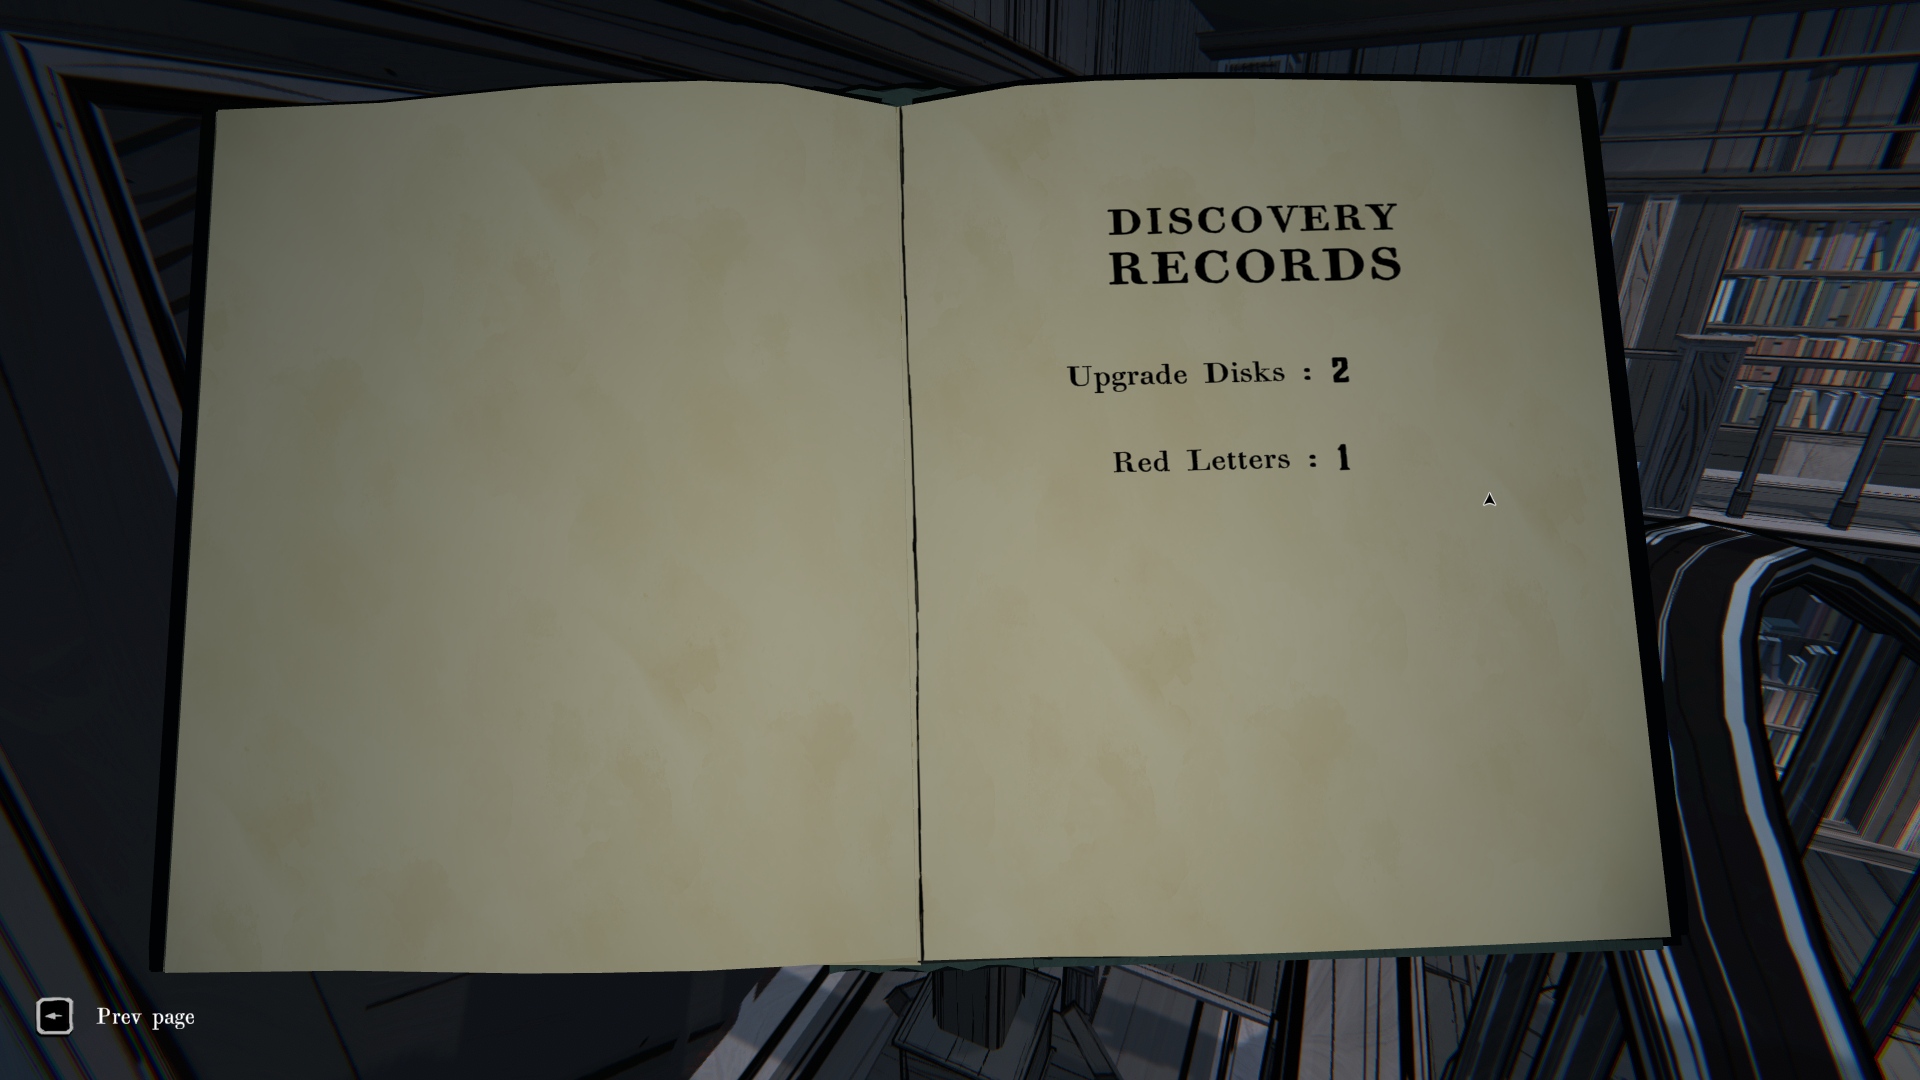 DISCOVERY
RECORDS
Upgrade Disks : 2
Red Letters : 1
Prev page